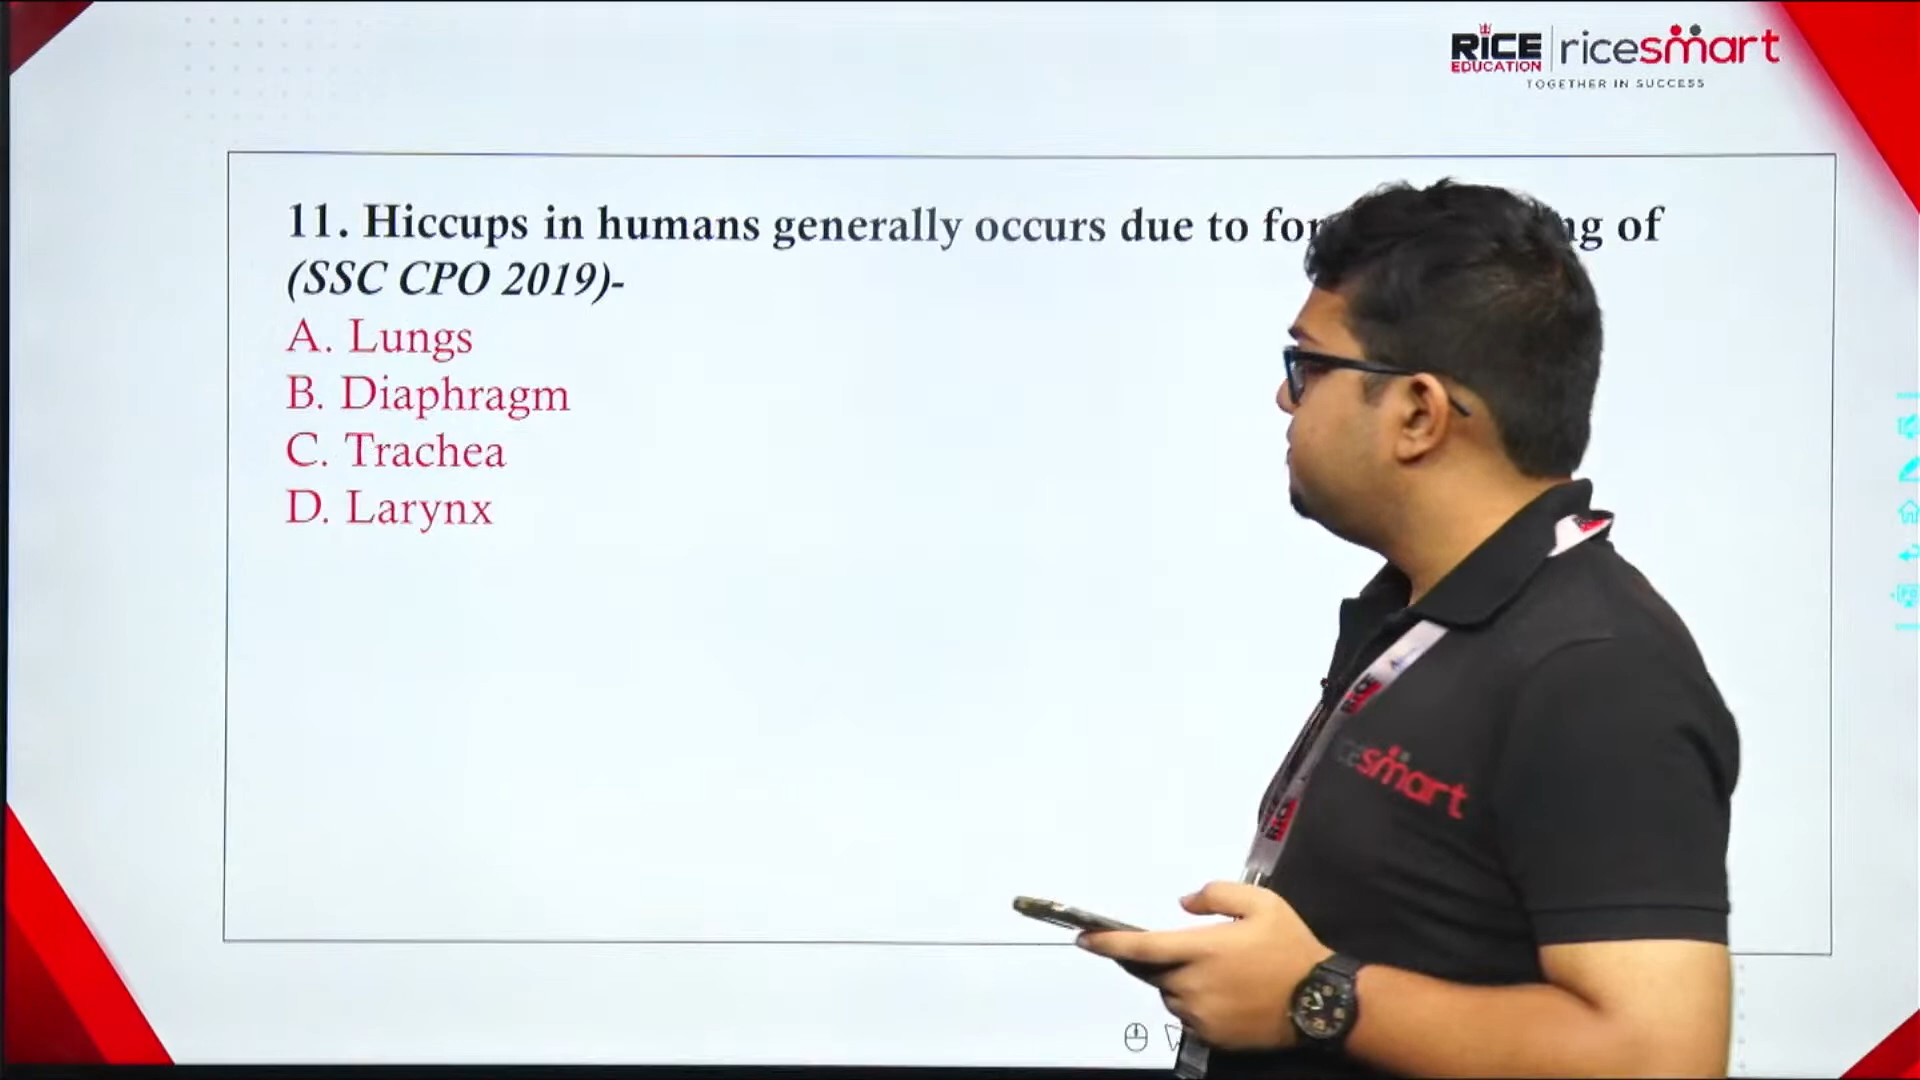 RICE
EDUCATION
ricesmart
TOGETHER IN SUCCESS
11. Hiccups in humans generally occurs due to of
(SSC CPO 2019)-
A. Lungs
B. Diaphragm
C. Trachea
D. Larynx
smart